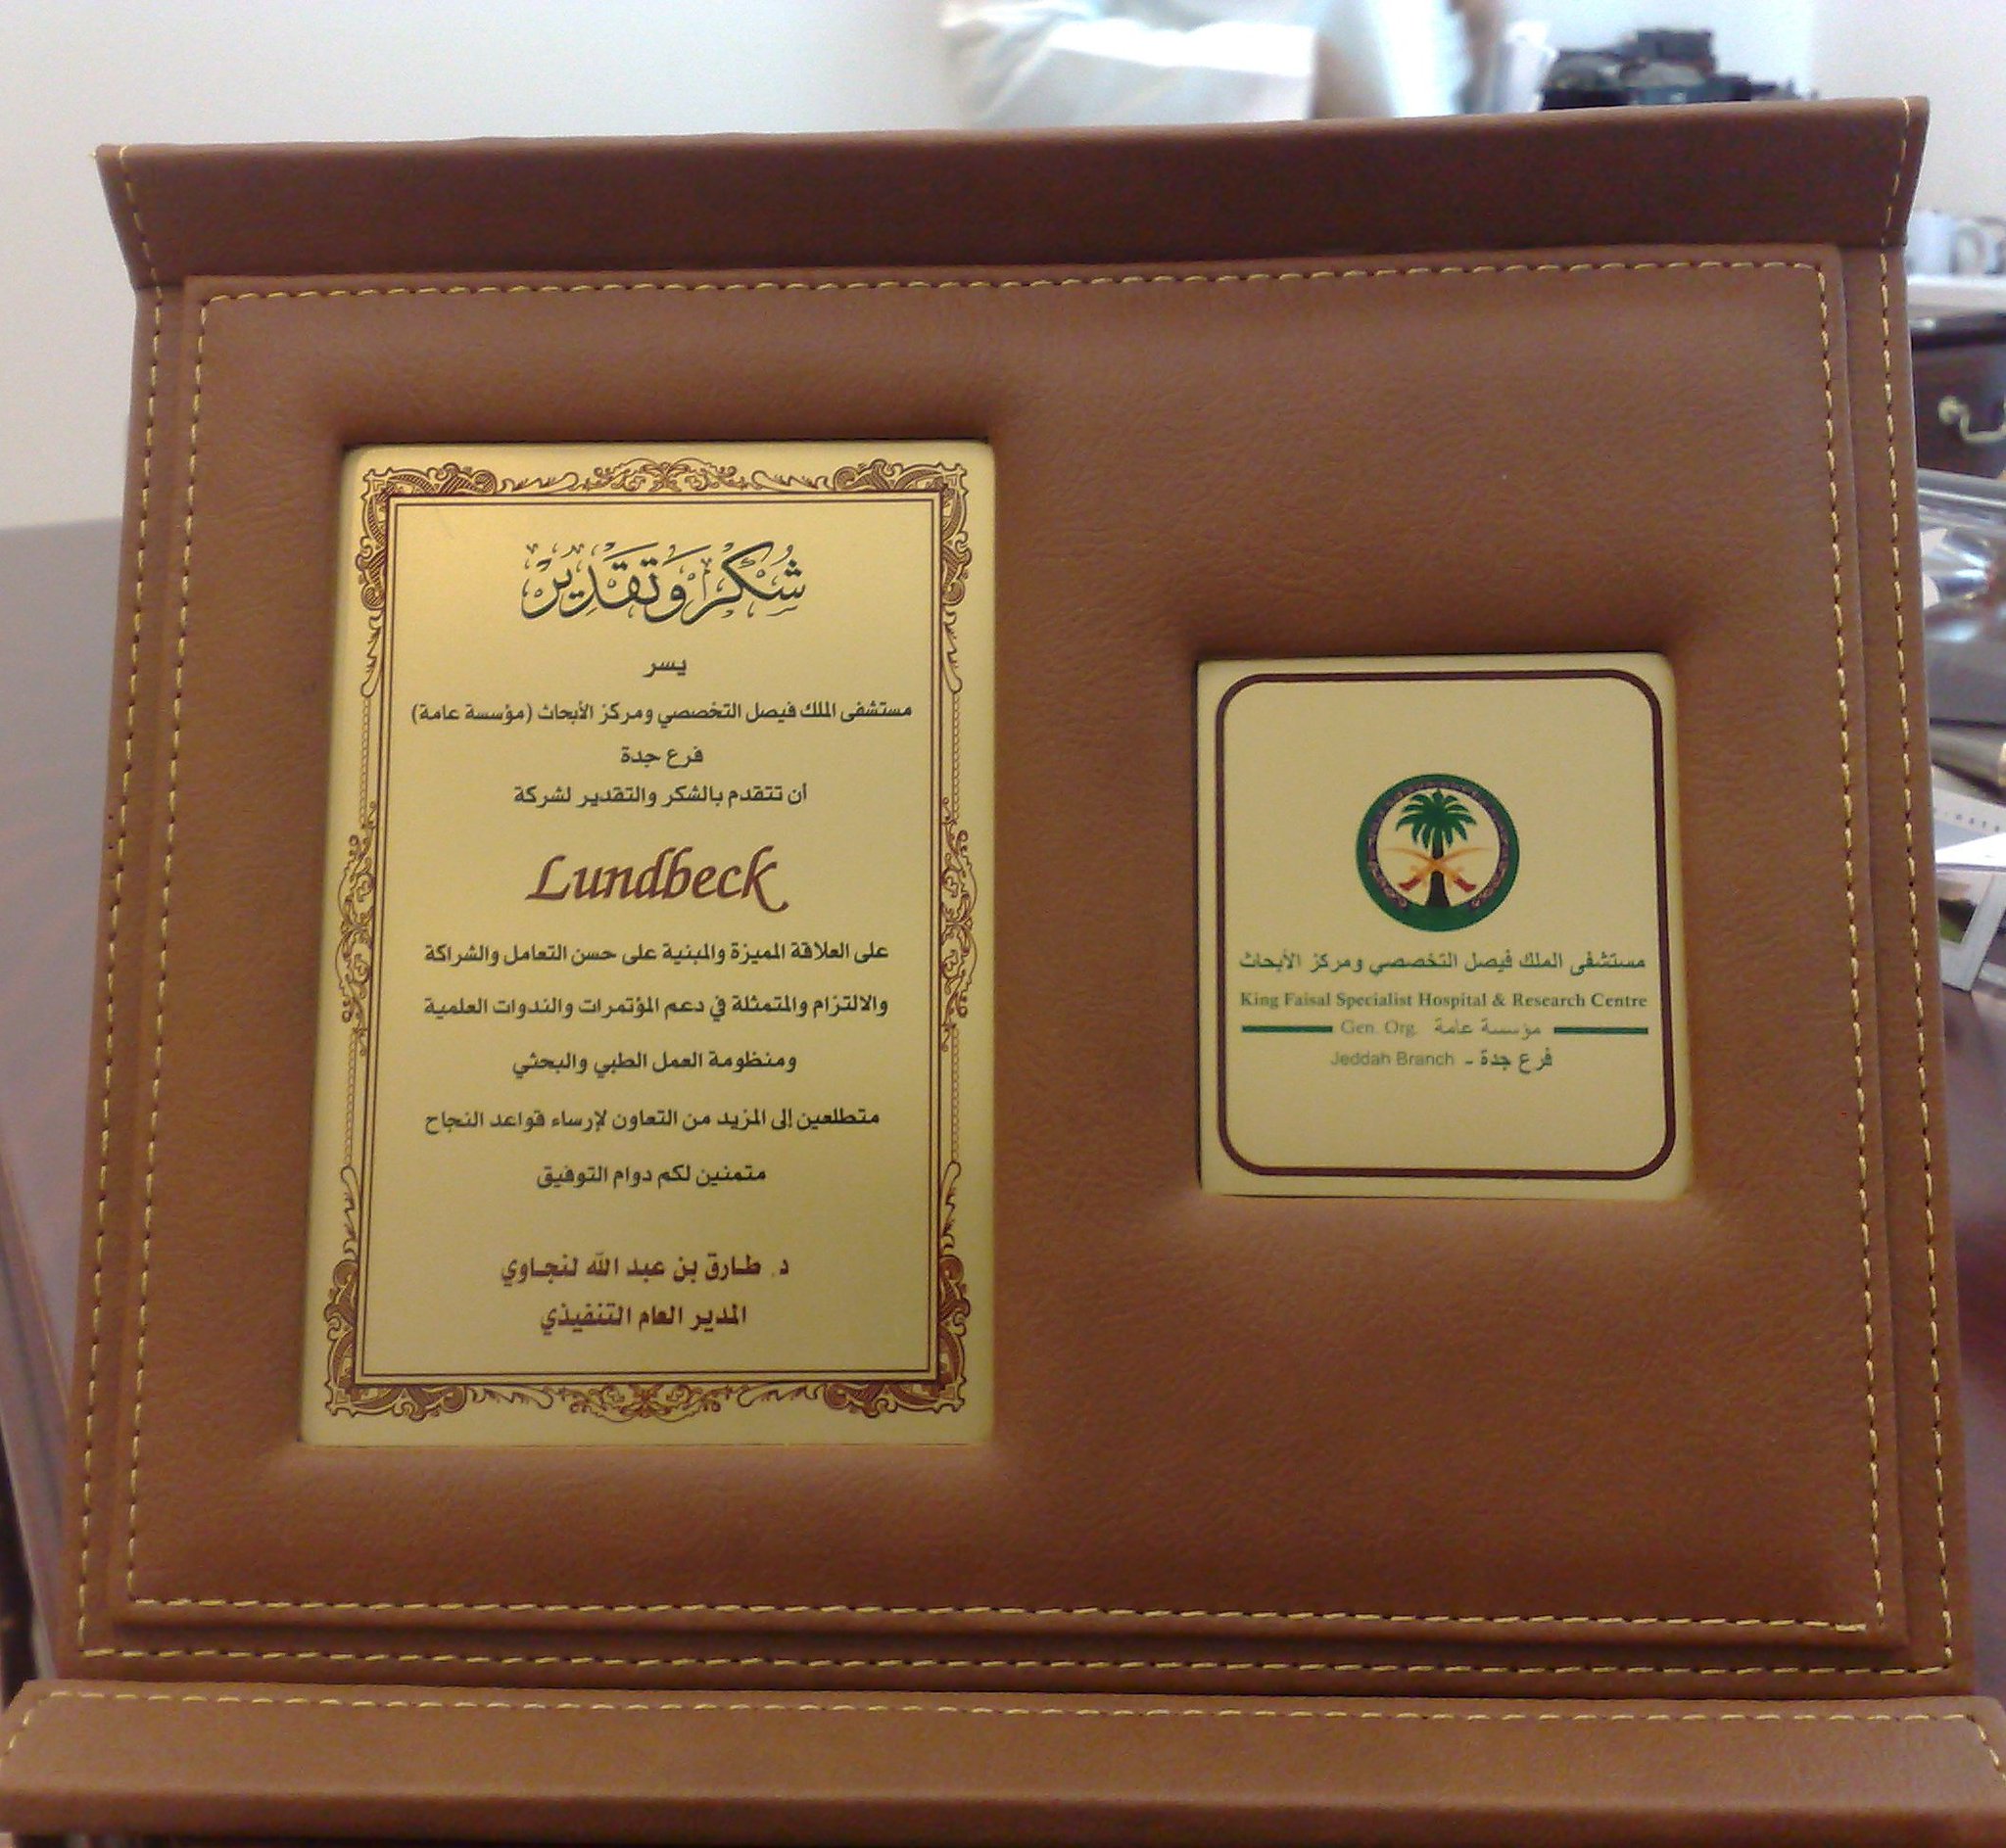 شُكْر وَتَقْدِيرْ
يسر
مستشفى الملك فيصل التخصصي ومركز الأبحاث (مؤسسة عامة)
فرع جدة
أن تتقدم بالشكر والتقدير لشركة
Lundbeck
على العلاقة المميزة والمبنية على حسن التعامل والشراكة
والالتزام والمتمثلة في دعم المؤتمرات والندوات العلمية
ومنظومة العمل الطبي والبحثي
متطلعين إلى المزيد من التعاون لإرساء قواعد النجاح
متمنين لكم دوام التوفيق
د. طارق بن عبد الله لنجاوي
المدير العام التنفيذي
مستشفى الملك فيصل التخصصي ومركز الأبحاث
King Faisal Specialist Hospital & Research Centre
Gen. Org. مؤسسة عامة
Jeddah Branch - فرع جدة